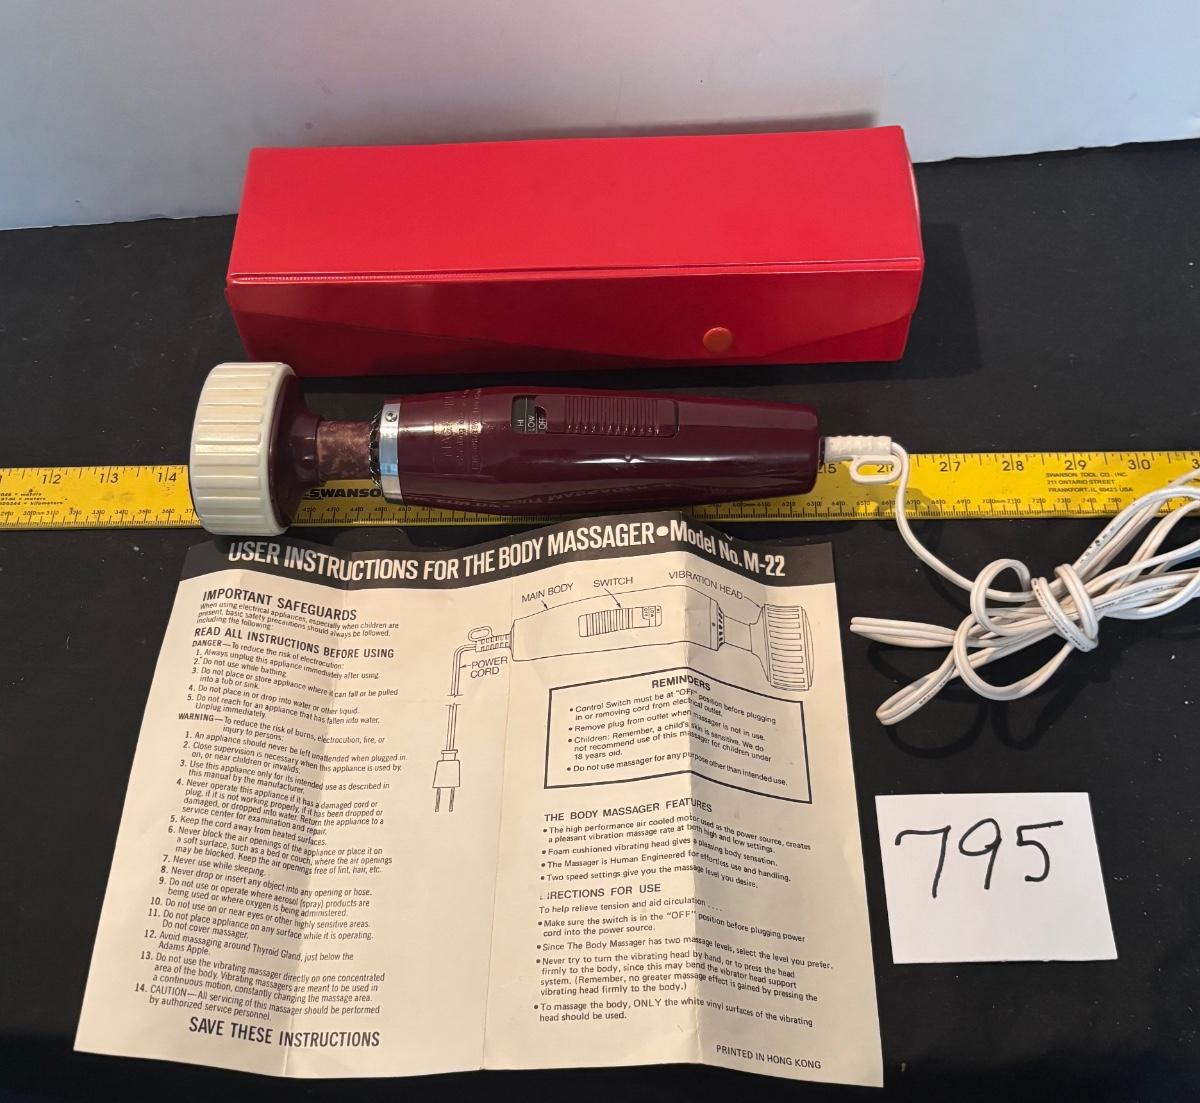 HI
LOW
OFF
12 13 14
SWANSON
26 27 28 29 30
SWANSON TOOL CO., INC.
211 ONTARIO STREET
FRANKFORT, IL 60423 USA
USER INSTRUCTIONS FOR THE BODY MASSAGER•Model No. M-22
IMPORTANT SAFEGUARDS
When using electrical appliances, especially when children are
present, basic safety precautions should always be followed,
including the following:
READ ALL INSTRUCTIONS BEFORE USING
DANGER—To reduce the risk of electrocution:
1. Always unplug this appliance immediately after using.
2. Do not use while bathing.
3. Do not place or store appliance where it can fall or be pulled
into a tub or sink.
4. Do not place in or drop into water or other liquid.
5. Do not reach for an appliance that has fallen into water.
Unplug immediately.
WARNING—To reduce the risk of burns, electrocution, fire, or
injury to persons:
1. An appliance should never be left unattended when plugged in.
2. Close supervision is necessary when this appliance is used by,
on, or near children or invalids.
3. Use this appliance only for its intended use as described in
this manual by the manufacturer.
4. Never operate this appliance if it has a damaged cord or
plug, if it is not working properly, if it has been dropped or
damaged, or dropped into water. Return the appliance to a
service center for examination and repair.
5. Keep the cord away from heated surfaces.
6. Never block the air openings of the appliance or place it on
a soft surface, such as a bed or couch, where the air openings
may be blocked. Keep the air openings free of lint, hair, etc.
7. Never use while sleeping.
8. Never drop or insert any object into any opening or hose.
9. Do not use or operate where aerosol (spray) products are
being used or where oxygen is being administered.
10. Do not use on or near eyes or other highly sensitive areas.
11. Do not place appliance on any surface while it is operating.
Do not cover massager.
12. Avoid massaging around Thyroid Gland, just below the
Adams Apple.
13. Do not use the vibrating massager directly on one concentrated
area of the body. Vibrating massagers are meant to be used in
a continuous motion, constantly changing the massage area.
14. CAUTION—All servicing of this massager should be performed
by authorized service personnel.
SAVE THESE INSTRUCTIONS
MAIN BODY
SWITCH
VIBRATION HEAD
POWER
CORD
REMINDERS
• Control Switch must be at "OFF" position before plugging
in or removing cord from electrical outlet.
• Remove plug from outlet when massager is not in use.
• Children: Remember, a child's skin is sensitive. We do
not recommend use of this massager for children under
18 years old.
• Do not use massager for any purpose other than intended use.
THE BODY MASSAGER FEATURES
• The high performance air cooled motor used as the power source, creates
a pleasant vibration massage rate at both high and low settings.
• Foam cushioned vibrating head gives a pleasing body sensation.
• The Massager is Human Engineered for effortless use and handling.
• Two speed settings give you the massage level you desire.
DIRECTIONS FOR USE
To help relieve tension and aid circulation ....
• Make sure the switch is in the "OFF" position before plugging power
cord into the power source.
• Since The Body Massager has two massage levels, select the level you prefer.
• Never try to turn the vibrating head by hand, or to press the head
firmly to the body, since this may bend the vibrator head support
system. (Remember, no greater massage effect is gained by pressing the
vibrating head firmly to the body.)
• To massage the body, ONLY the white vinyl surfaces of the vibrating
head should be used.
PRINTED IN HONG KONG
795